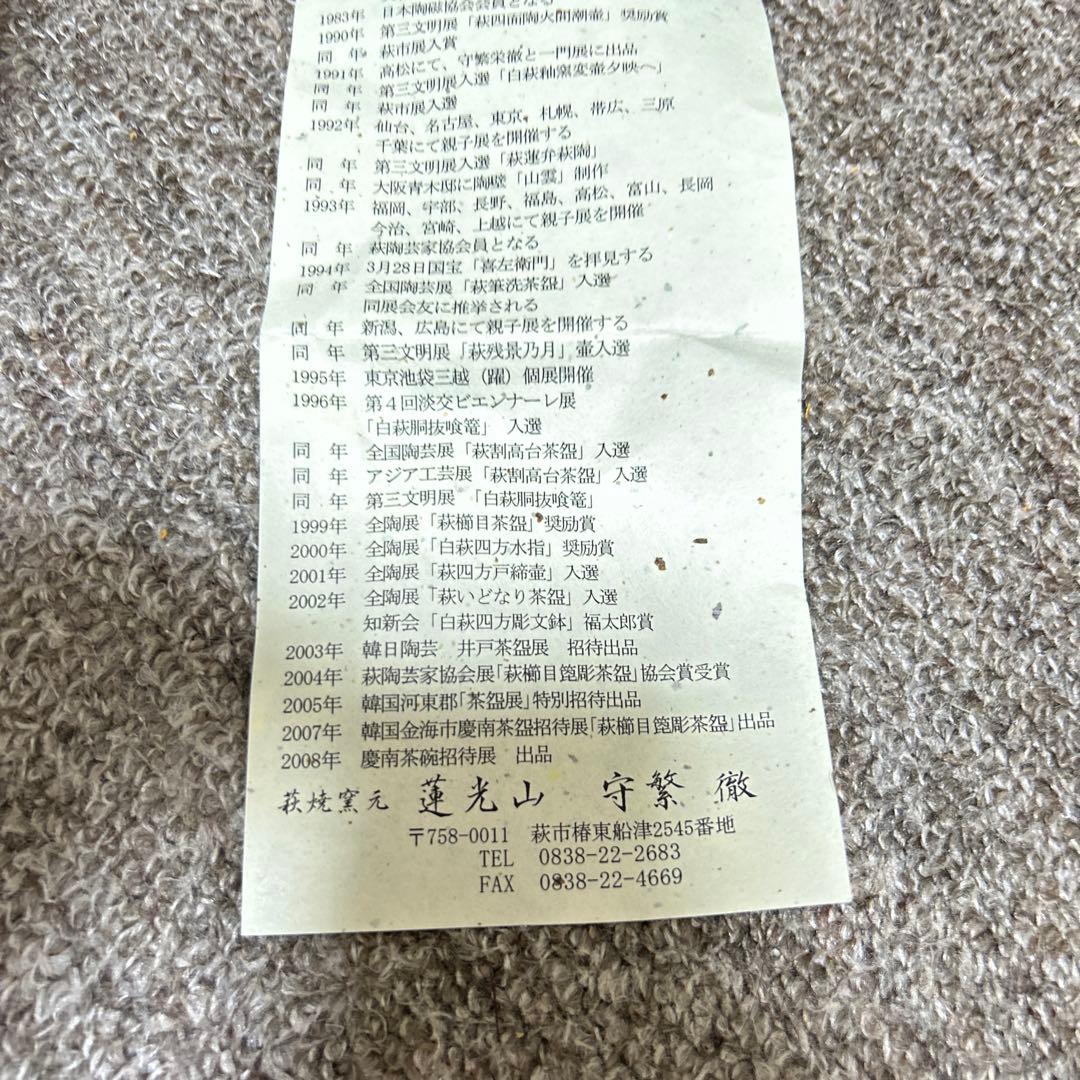 1983年 日本陶磁協会会員となる
1990年 第三文明展「萩四面陶火間潮壷」奨励賞
同 年 萩市展入賞
1991年 高松にて、守繁栄徹と一門展に出品
同 年 第三文明展入選「白萩釉窯変壷夕映へ」
同 年 萩市展入選
1992年 仙台、名古屋、東京、札幌、帯広、三原
千葉にて親子展を開催する
同 年 第三文明展入選「萩蓮弁萩陶」
同 年 大阪青木邸に陶壁「山雲」制作
1993年 福岡、宇部、長野、福島、高松、富山、長岡
今治、宮崎、上越にて親子展を開催
同 年 萩陶芸家協会員となる
1994年 3月28日国宝「喜左衛門」を拝見する
同 年 全国陶芸展「萩筆洗茶盌」入選
同展会友に推挙される
同 年 新潟、広島にて親子展を開催する
同 年 第三文明展「萩残景乃月」壷入選
1995年 東京池袋三越（躍）個展開催
1996年 第4回淡交ビエンナーレ展
「白萩胴抜喰篭」 入選
同 年 全国陶芸展「萩割高台茶盌」入選
同 年 アジア工芸展「萩割高台茶盌」入選
同 年 第三文明展 「白萩胴抜喰篭」
1999年 全陶展「萩櫛目茶盌」奨励賞
2000年 全陶展「白萩四方水指」奨励賞
2001年 全陶展「萩四方戸締壷」入選
2002年 全陶展「萩いどなり茶盌」入選
知新会「白萩四方彫文鉢」福太郎賞
2003年 韓日陶芸 井戸茶盌展 招待出品
2004年 萩陶芸家協会展「萩櫛目箆彫茶盌」協会賞受賞
2005年 韓国河東郡「茶盌展」特別招待出品
2007年 韓国金海市慶南茶盌招待展「萩櫛目箆彫茶盌」出品
2008年 慶南茶碗招待展 出品
萩焼窯元 蓮光山 守繁 徹
〒758-0011 萩市椿東船津2545番地
TEL 0838-22-2683
FAX 0838-22-4669